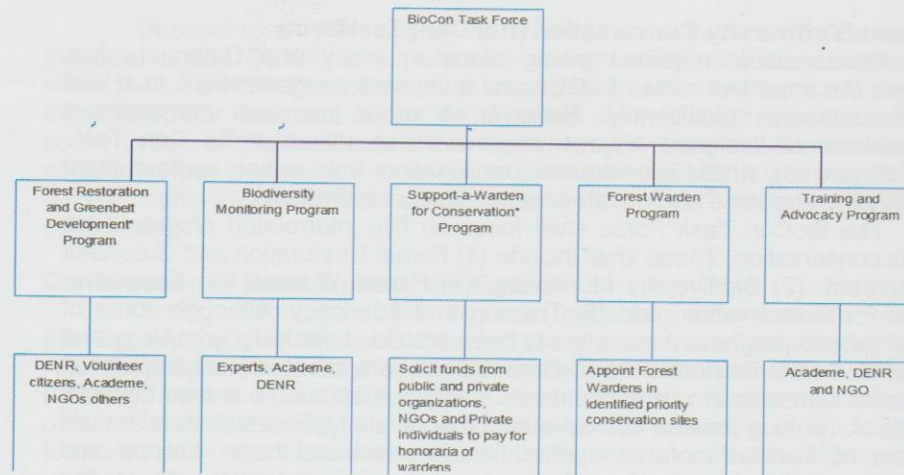 BioCon Task Force
Forest Restoration
and Greenbelt
Development*
Program
Biodiversity
Monitoring Program
Support-a-Warden
for Conservation*
Program
Forest Warden
Program
Training and
Advocacy Program
DENR, Volunteer
citizens, Academe,
NGOs others
Experts, Academe,
DENR
Solicit funds from
public and private
organizations,
NGOs and Private
individuals to pay for
honoraria of
wardens
Appoint Forest
Wardens in
identified priority
conservation sites
Academe, DENR
and NGO